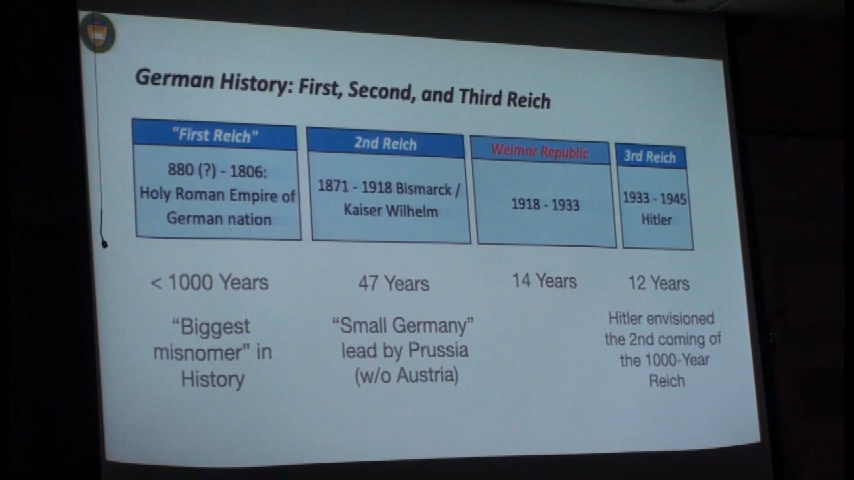 German History: First, Second, and Third Reich
"First Reich"
880 (?) - 1806:
Holy Roman Empire of
German nation
2nd Reich
1871 - 1918 Bismarck /
Kaiser Wilhelm
Weimar Republic
1918 - 1933
3rd Reich
1933 - 1945
Hitler
< 1000 Years
47 Years
14 Years
12 Years
“Biggest
misnomer” in
History
“Small Germany”
lead by Prussia
(w/o Austria)
Hitler envisioned
the 2nd coming of
the 1000-Year
Reich